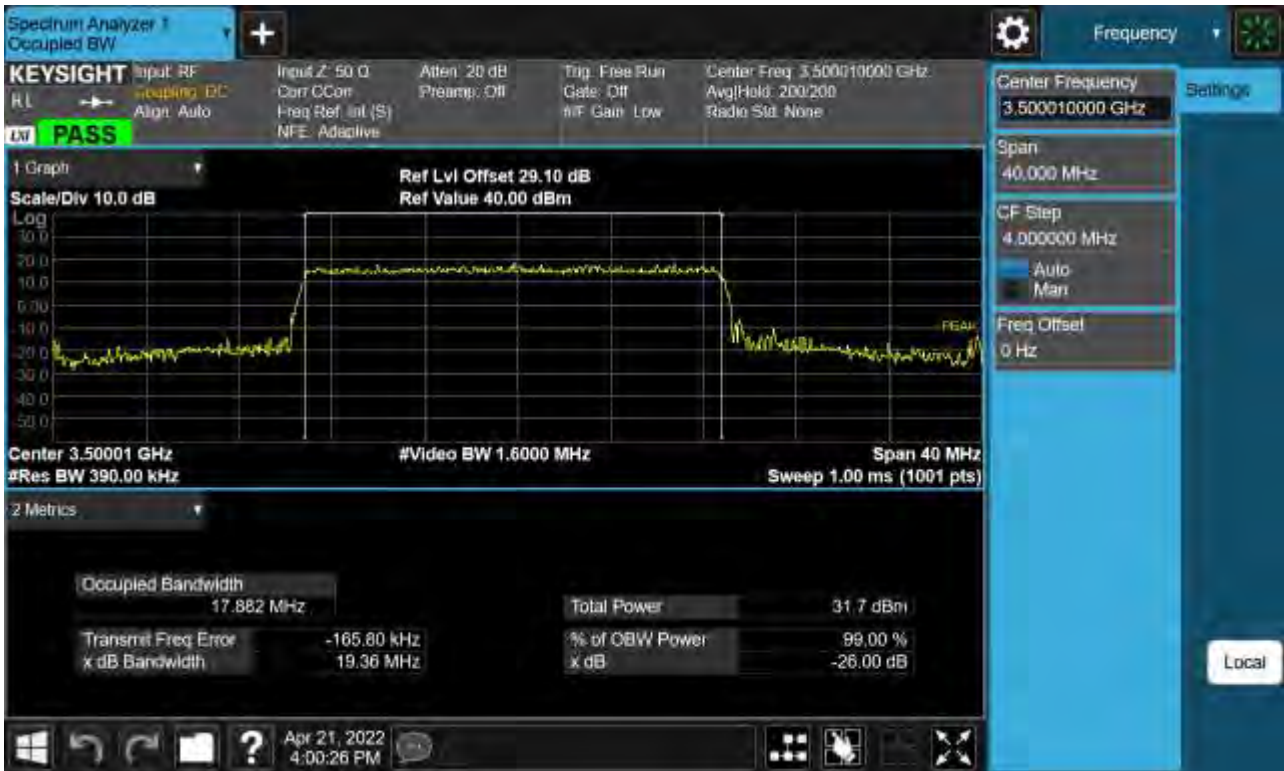 Spectrum Analyzer 1
Occupied BW
+
Frequency
KEYSIGHT
Input: RF
Coupling: DC
Align: Auto
Input Z: 50 Ω
Corr CCorr
Freq Ref: Int (S)
NFE: Adaptive
Atten: 20 dB
Preamp: Off
Trig: Free Run
Gate: Off
#IF Gain: Low
Center Freq: 3.500010000 GHz
Avg|Hold: 200/200
Radio Std: None
PASS
Center Frequency
3.500010000 GHz
Settings
Span
40.000 MHz
CF Step
4.000000 MHz
Auto
Man
Freq Offset
0 Hz
1 Graph
Scale/Div 10.0 dB
Ref Lvl Offset 29.10 dB
Ref Value 40.00 dBm
Log
30.0
20.0
10.0
0.00
-10.0
-20.0
-30.0
-40.0
-50.0
PEAK
Center 3.50001 GHz
#Video BW 1.6000 MHz
Span 40 MHz
#Res BW 390.00 kHz
Sweep 1.00 ms (1001 pts)
2 Metrics
Occupied Bandwidth
17.862 MHz
Total Power 31.7 dBm
Transmit Freq Error -165.80 kHz
% of OBW Power 99.00 %
x dB Bandwidth 19.36 MHz
x dB -26.00 dB
Local
?
Apr 21, 2022
4:00:26 PM